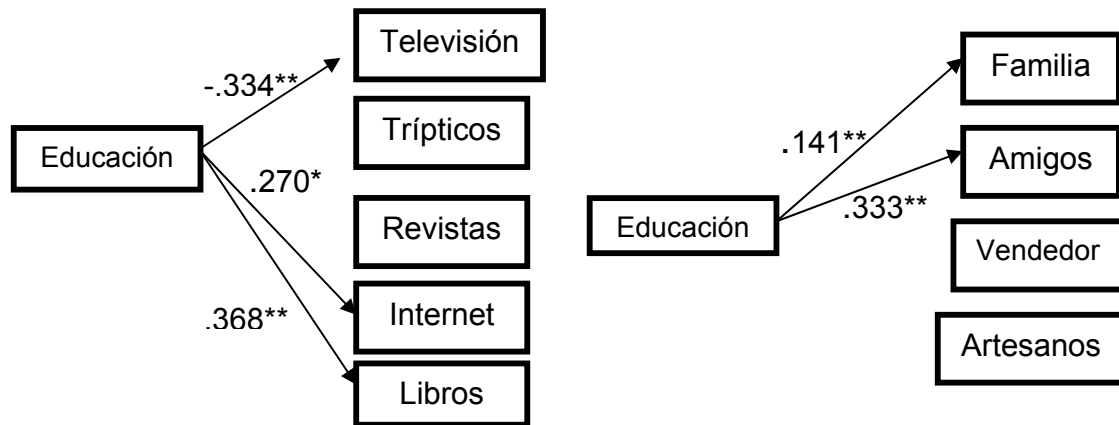 Televisión
-.334**
Trípticos
Educación
.270*
Revistas
.368**
Internet
Libros
Familia
.141**
Amigos
Educación
.333**
Vendedor
Artesanos